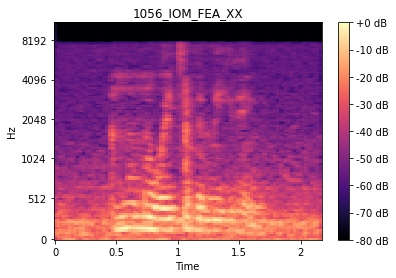 1056_IOM_FEA_XX
+0 dB
8192
-10 dB
4096
-20 dB
-30 dB
2048
-40 dB
Hz
1024
-50 dB
512
-60 dB
-70 dB
0
-80 dB
0 0.5 1 1.5 2
Time